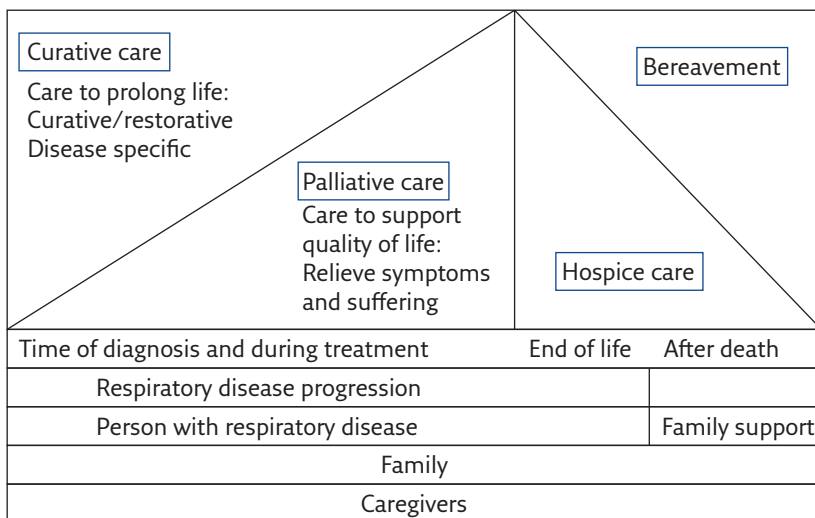 Curative care
Care to prolong life:
Curative/restorative
Disease specific
Palliative care
Care to support
quality of life:
Relieve symptoms
and suffering
Bereavement
Hospice care
Time of diagnosis and during treatment
End of life
After death
Respiratory disease progression
Person with respiratory disease
Family support
Family
Caregivers